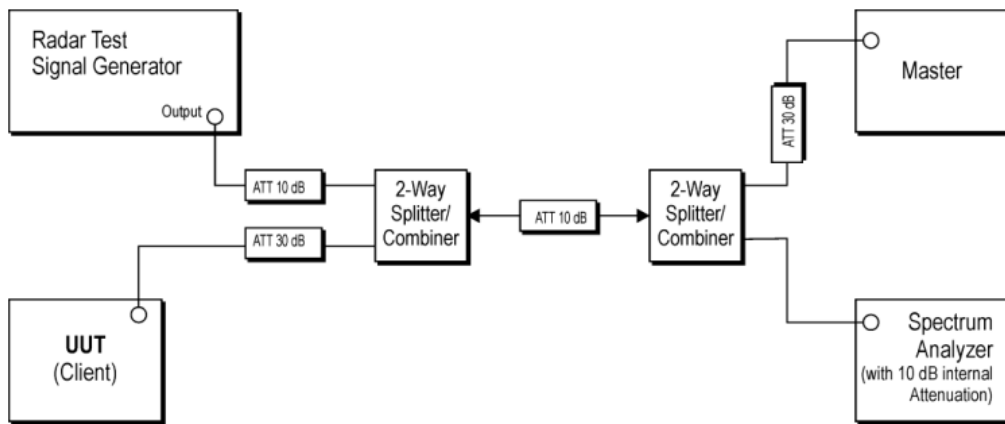 Radar Test
Signal Generator
Output
ATT 10 dB
ATT 30 dB
UUT
(Client)
2-Way
Splitter/
Combiner
ATT 10 dB
2-Way
Splitter/
Combiner
ATT 30 dB
Master
Spectrum
Analyzer
(with 10 dB internal
Attenuation)